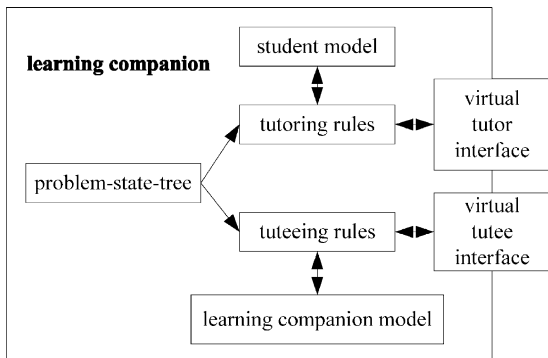 student model
learning companion
tutoring rules
virtual
tutor
interface
problem-state-tree
tuteeing rules
virtual
tutee
interface
learning companion model